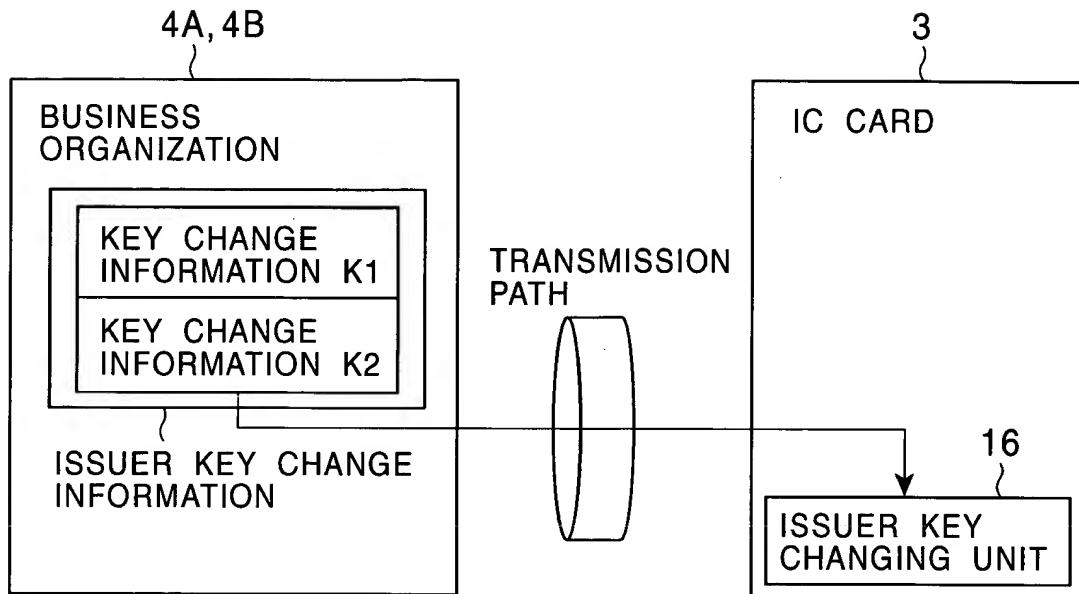 4A, 4B
3
BUSINESS
ORGANIZATION
KEY CHANGE
INFORMATION K1
KEY CHANGE
INFORMATION K2
ISSUER KEY CHANGE
INFORMATION
TRANSMISSION
PATH
IC CARD
16
ISSUER KEY
CHANGING UNIT